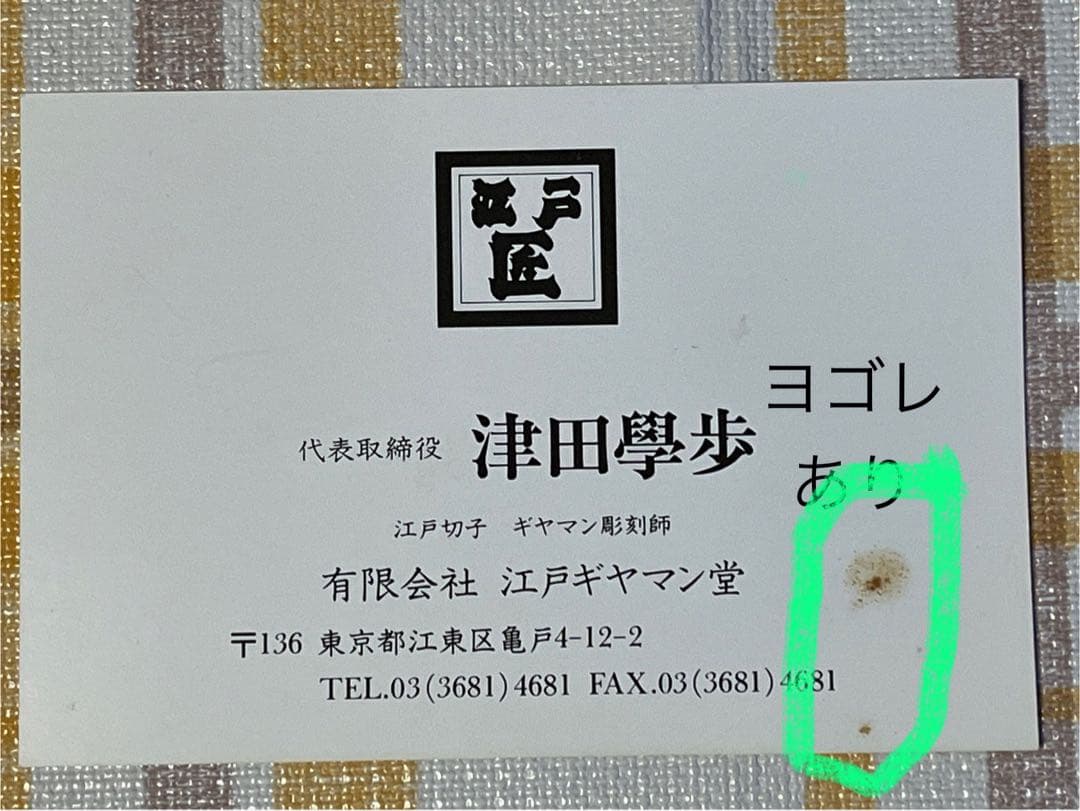 江戸
匠
ヨゴレ
あり
代表取締役 津田學歩
江戸切子 ギヤマン彫刻師
有限会社 江戸ギヤマン堂
〒136 東京都江東区亀戸4-12-2
TEL.03(3681)4681 FAX.03(3681)4681